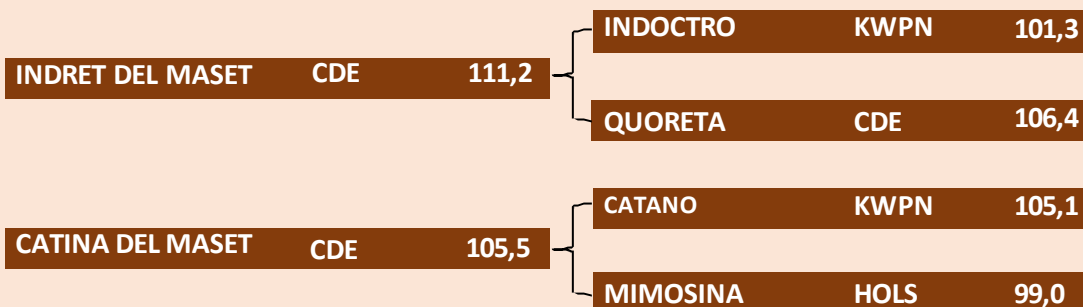 INDOCTRO KWPN 101,3
INDRET DEL MASET CDE 111,2
QUORETA CDE 106,4
CATANO KWPN 105,1
CATINA DEL MASET CDE 105,5
MIMOSINA HOLS 99,0